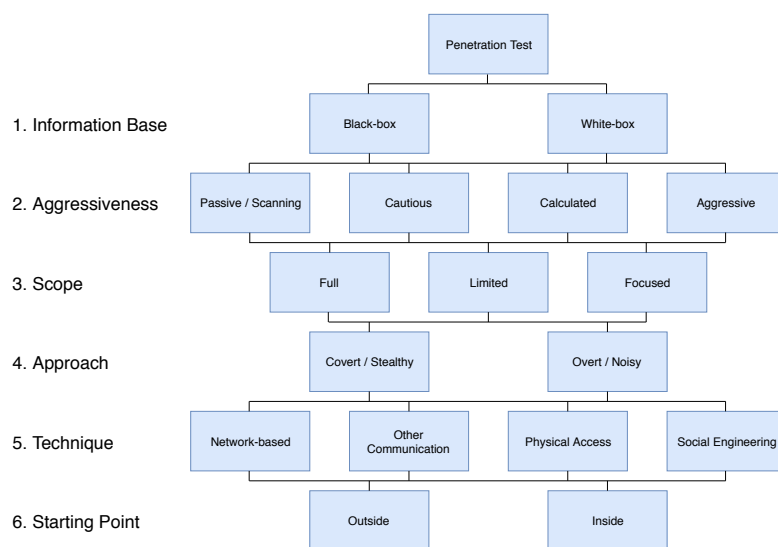 Penetration Test
1. Information Base
Black-box
White-box
2. Aggressiveness
Passive / Scanning
Cautious
Calculated
Aggressive
3. Scope
Full
Limited
Focused
4. Approach
Covert / Stealthy
Overt / Noisy
5. Technique
Network-based
Other
Communication
Physical Access
Social Engineering
6. Starting Point
Outside
Inside